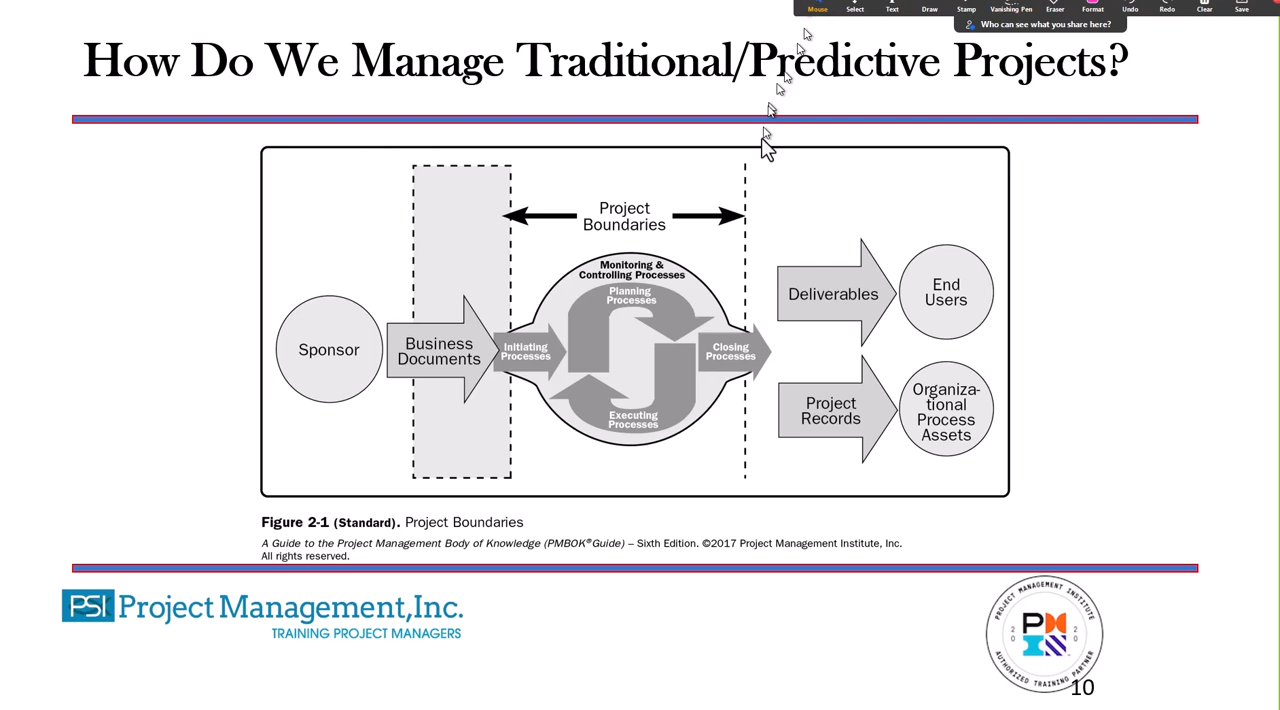 Mouse Select Text Draw Stamp Vanishing Pen Eraser Format Undo Redo Clear Save
Who can see what you share here?
How Do We Manage Traditional/Predictive Projects?
Project
Boundaries
Monitoring &
Controlling Processes
Planning
Processes
Sponsor
Business
Documents
Initiating
Processes
Closing
Processes
Executing
Processes
Deliverables
End
Users
Project
Records
Organiza-
tional
Process
Assets
Figure 2-1 (Standard). Project Boundaries
A Guide to the Project Management Body of Knowledge (PMBOK®Guide) – Sixth Edition. ©2017 Project Management Institute, Inc.
All rights reserved.
PSI Project Management, Inc.
TRAINING PROJECT MANAGERS
PROJECT MANAGEMENT INSTITUTE
20 20
PM
AUTHORIZED TRAINING PARTNER
10